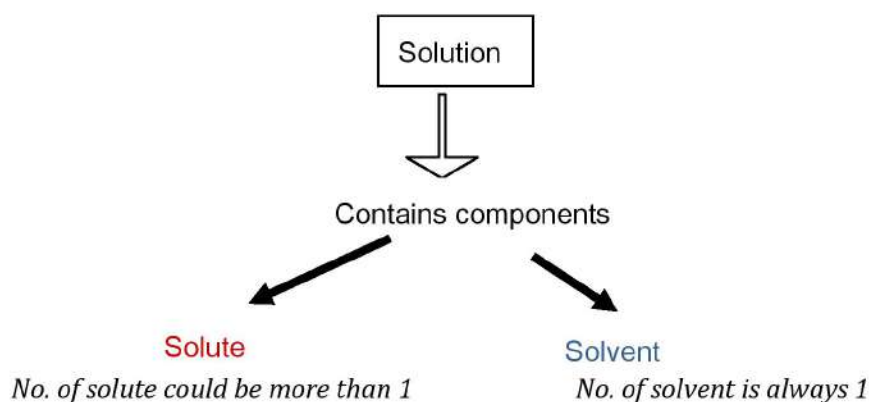 Solution
Contains components
Solute
Solvent
No. of solute could be more than 1
No. of solvent is always 1